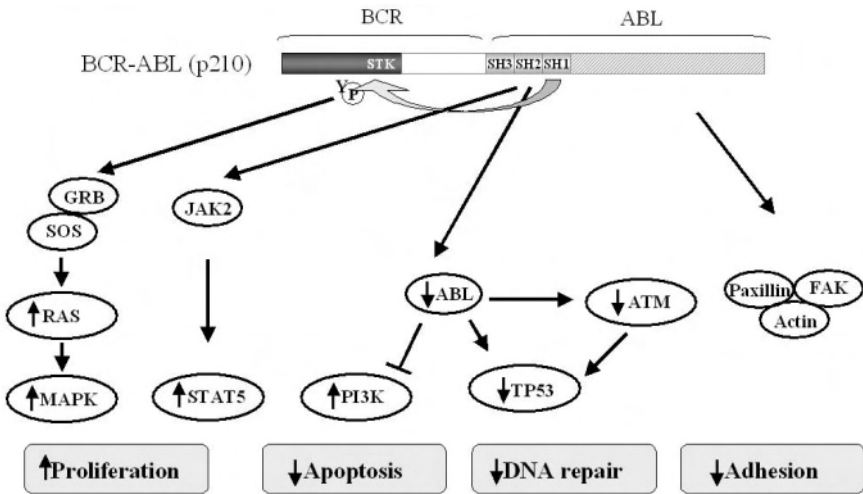 BCR ABL
BCR-ABL (p210) STK SH3 SH2 SH1
Y P
GRB
SOS
JAK2
RAS
MAPK
STAT5
ABL
ATM
PI3K
TP53
Paxillin FAK
Actin
Proliferation
Apoptosis
DNA repair
Adhesion